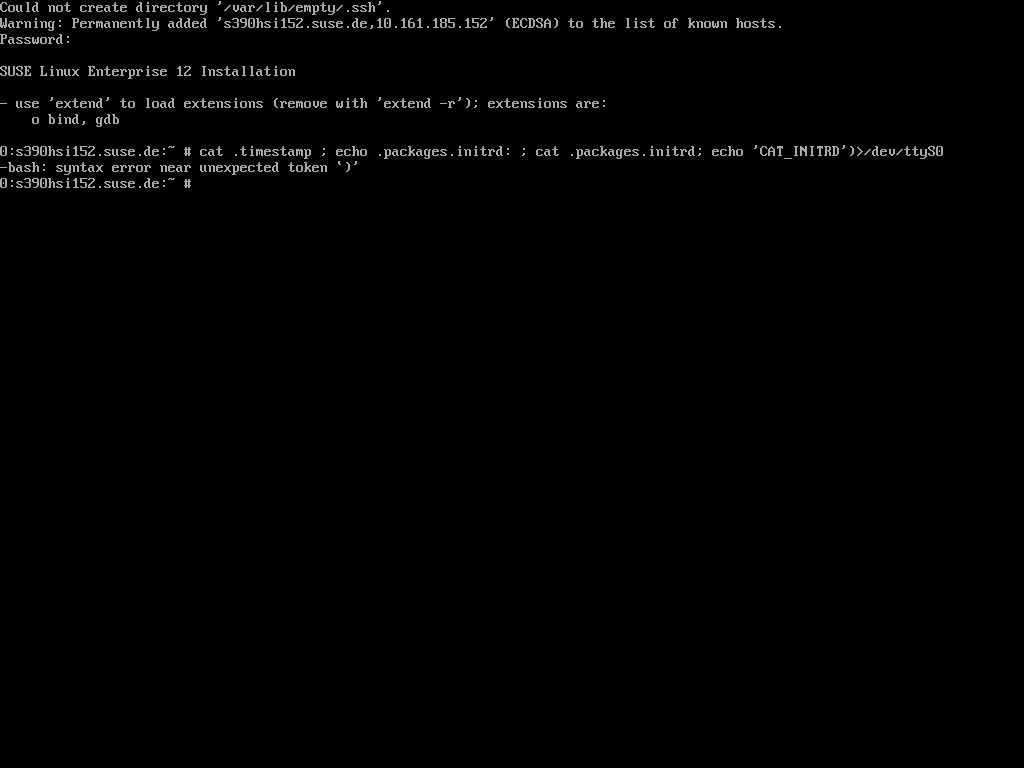 Could not create directory '/var/lib/empty/.ssh'.
Warning: Permanently added 's390hsi152.suse.de,10.161.185.152' (ECDSA) to the list of known hosts.
Password:
SUSE Linux Enterprise 12 Installation
- use 'extend' to load extensions (remove with 'extend -r'); extensions are:
    o bind, gdb
0:s390hsi152.suse.de:~ # cat .timestamp ; echo .packages.initrd: ; cat .packages.initrd; echo 'CAT_INITRD')>/dev/ttyS0
-bash: syntax error near unexpected token `)'
0:s390hsi152.suse.de:~ #